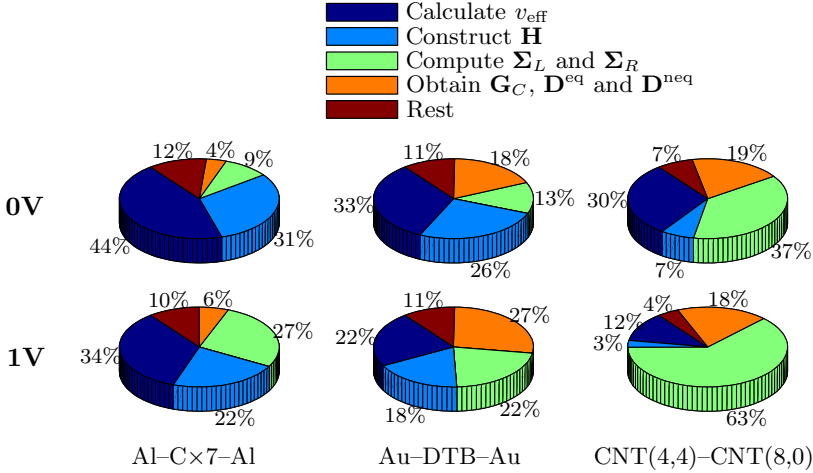 Calculate v_eff
Construct H
Compute Σ_L and Σ_R
Obtain G_C, D^eq and D^neq
Rest
0V
12% 4% 9% 31% 44%
11% 18% 13% 26% 33%
7% 19% 37% 7% 30%
1V
10% 6% 27% 22% 34%
11% 27% 22% 18% 22%
4% 18% 63% 3% 12%
Al–C×7–Al
Au–DTB–Au
CNT(4,4)–CNT(8,0)